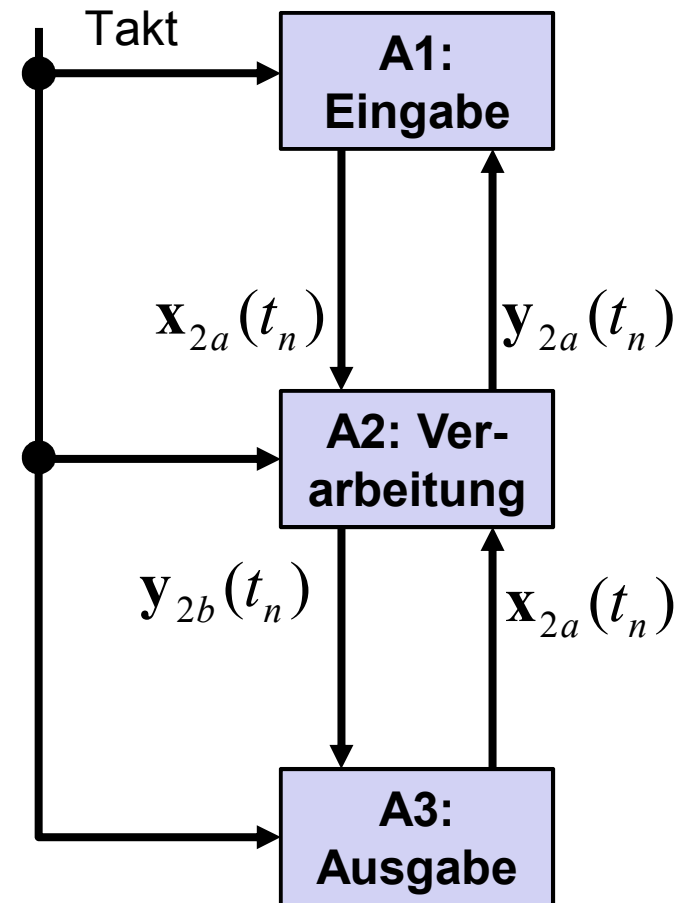 Takt
A1:
Eingabe
x₂ₐ(tₙ)
y₂ₐ(tₙ)
A2: Ver-
arbeitung
y₂b(tₙ)
x₂ₐ(tₙ)
A3:
Ausgabe